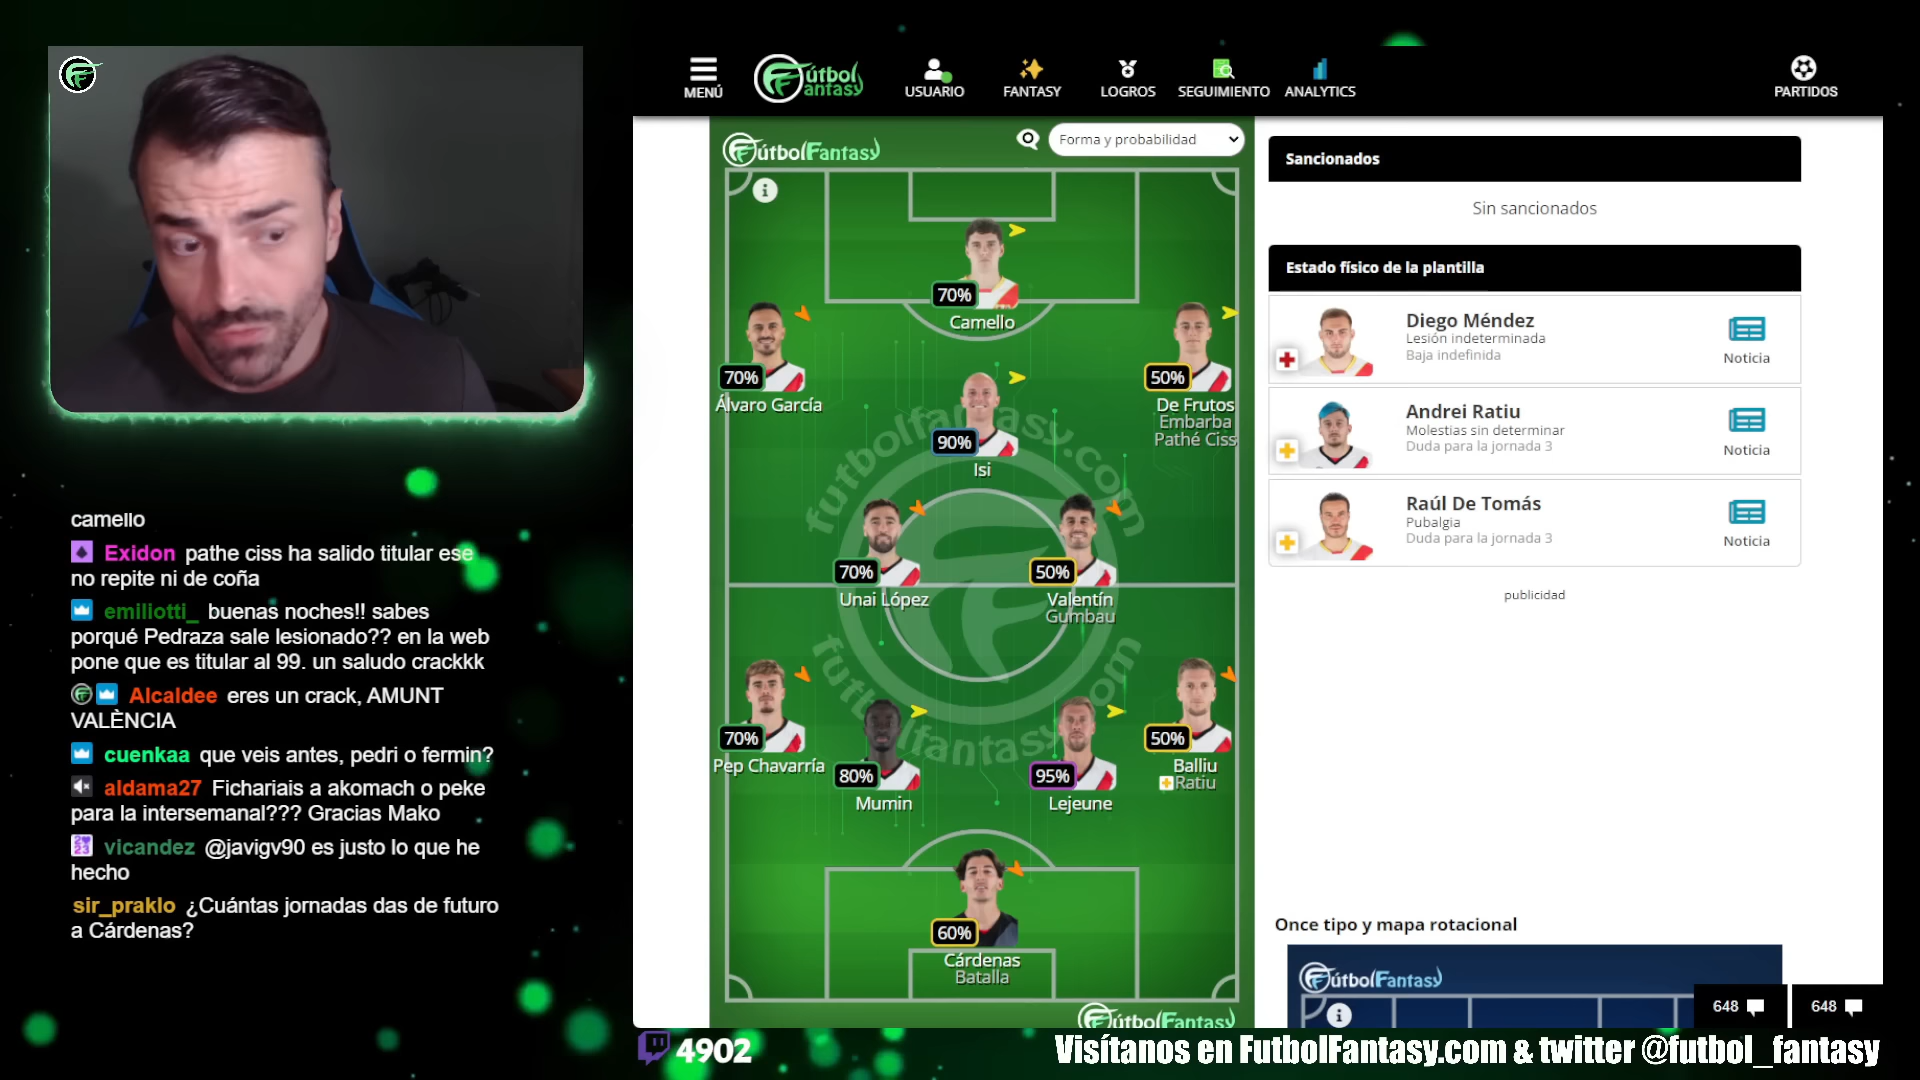 MENÚ
Fútbol
Fantasy
USUARIO
FANTASY
LOGROS
SEGUIMIENTO
ANALYTICS
PARTIDOS
FútbolFantasy
Forma y probabilidad
70%
Camello
70%
Álvaro García
50%
De Frutos
Embarba
Pathé Ciss
90%
Isi
70%
Unai López
50%
Valentín
Gumbau
70%
Pep Chavarría
80%
Mumin
95%
Lejeune
50%
Balliu
Ratiu
60%
Cárdenas
Batalla
futbolfantasy.com
futbolfantasy.com
FútbolFantasy
Sancionados
Sin sancionados
Estado físico de la plantilla
Diego Méndez
Lesión indeterminada
Baja indefinida
Noticia
Andrei Ratiu
Molestias sin determinar
Duda para la jornada 3
Noticia
Raúl De Tomás
Pubalgia
Duda para la jornada 3
Noticia
publicidad
Once tipo y mapa rotacional
FútbolFantasy
648
648
camello
Exidon pathe ciss ha salido titular ese
no repite ni de coña
emiliotti_ buenas noches!! sabes
porqué Pedraza sale lesionado?? en la web
pone que es titular al 99. un saludo crackkk
Alcaldee eres un crack, AMUNT
VALÈNCIA
cuenkaa que veis antes, pedri o fermin?
aldama27 Ficharíais a akomach o peke
para la intersemanal??? Gracias Mako
vicandez @javigv90 es justo lo que he
hecho
sir_praklo ¿Cuántas jornadas das de futuro
a Cárdenas?
4902
Visítanos en FutbolFantasy.com & twitter @futbol_fantasy